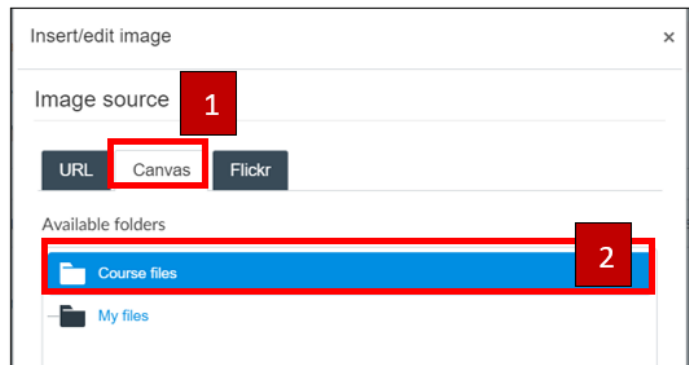 Insert/edit image ×
Image source 1
URL Canvas Flickr
Available folders
Course files 2
My files